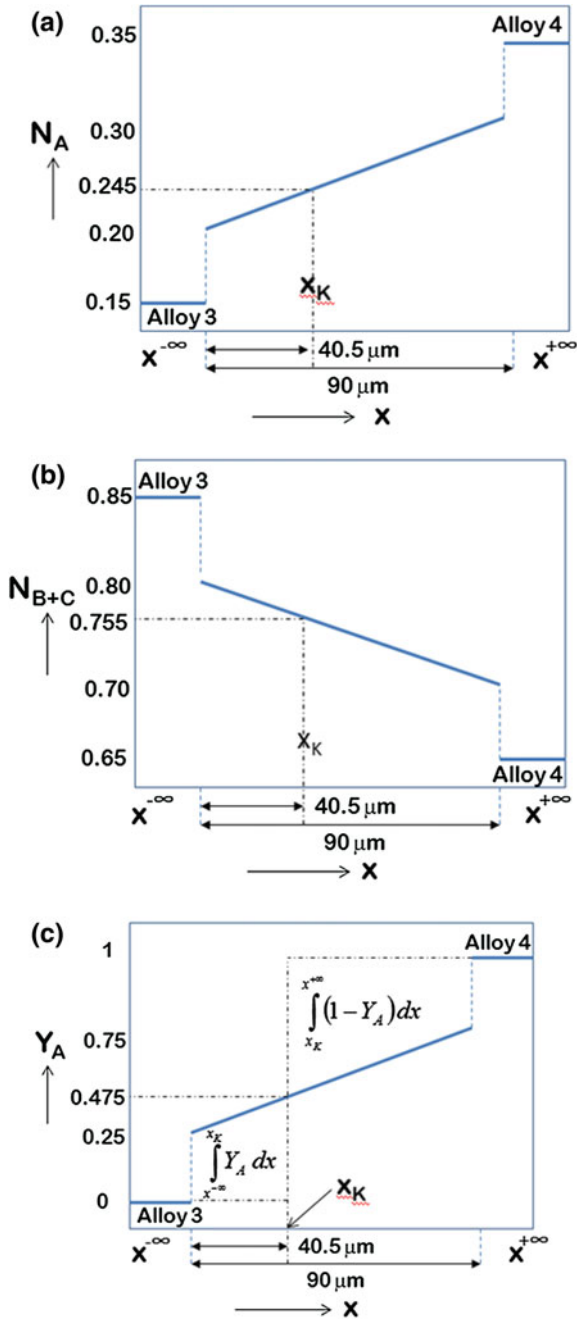 (a)
0.35
Alloy 4
0.30
N_A
0.245
0.20
X_K
0.15
Alloy 3
X^{-∞}
40.5 μm
X^{+∞}
90 μm
X
(b)
0.85
Alloy 3
0.80
N_{B+C}
0.755
0.70
X_K
0.65
Alloy 4
X^{-∞}
40.5 μm
X^{+∞}
90 μm
X
(c)
1
Alloy 4
\int_{x_K}^{x^{+∞}} (1-Y_A) dx
0.75
Y_A
0.475
0.25
\int_{x^{-∞}}^{x_K} Y_A dx
X_K
0
Alloy 3
X^{-∞}
40.5 μm
X^{+∞}
90 μm
X